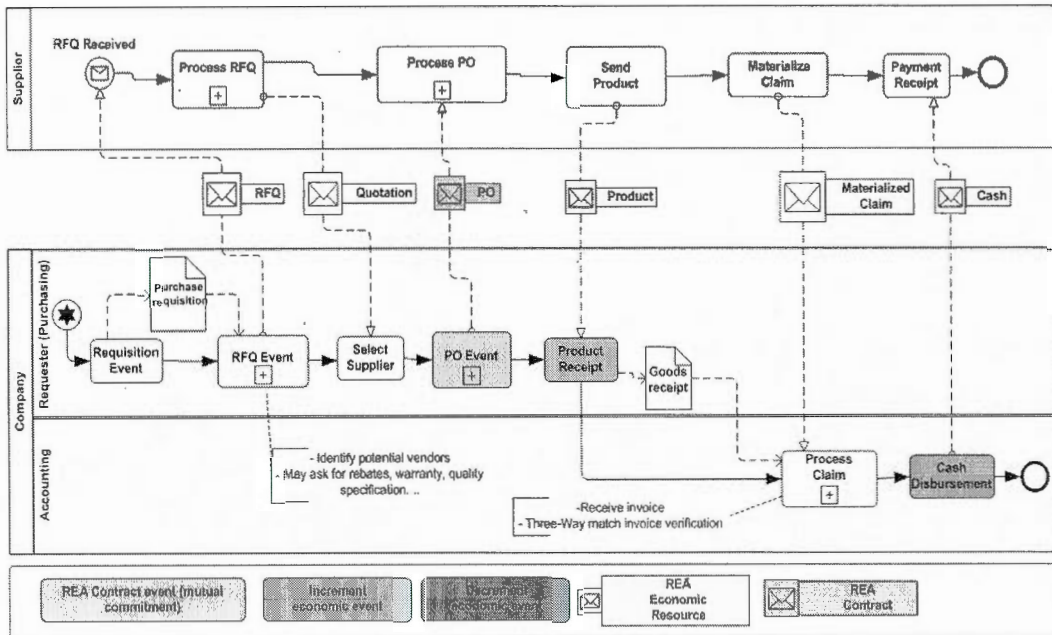 Supplier
RFQ Received
Process RFQ
Process PO
Send
Product
Materialize
Claim
Payment
Receipt
RFQ
Quotation
PO
Product
Materialized
Claim
Cash
Company
Requester (Purchasing)
Purchase
requisition
Requisition
Event
RFQ Event
Select
Supplier
PO Event
Product
Receipt
Goods
receipt
- Identify potential vendors
- May ask for rebates, warranty, quality
specification. ..
Accounting
-Receive invoice
- Three-Way match invoice verification
Process
Claim
Cash
Disbursement
REA Contract event (mutual
commitment)
Increment
economic event
Decrement
economic event
REA
Economic
Resource
REA
Contract